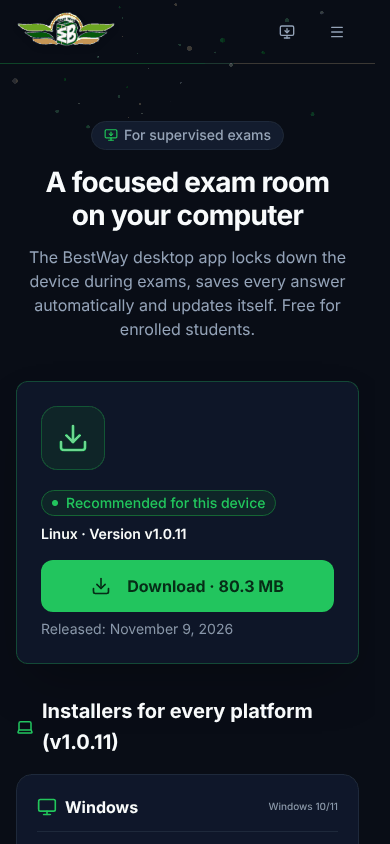 For supervised exams
A focused exam room
on your computer
The BestWay desktop app locks down the
device during exams, saves every answer
automatically and updates itself. Free for
enrolled students.
Recommended for this device
Linux · Version v1.0.11
Download · 80.3 MB
Released: November 9, 2026
Installers for every platform
(v1.0.11)
Windows
Windows 10/11